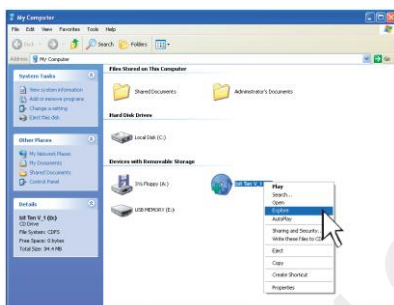 My Computer
File Edit View Favorites Tools Help
Search Folders
Address My Computer Go
System Tasks
View system information
Add or remove programs
Change a setting
Eject this disk
Other Places
My Network Places
My Documents
Shared Documents
Control Panel
Details
CD Drive
File System: CDFS
Free Space: 0 bytes
Total Size: 94.4 MB
Files Stored on This Computer
Shared Documents Administrator's Documents
Hard Disk Drives
Local Disk (C:)
Devices with Removable Storage
3½ Floppy (A:)
USB MEMORY (E:)
Play
Search...
Open
Explore
AutoPlay
Sharing and Security...
Write these files to CD
Eject
Copy
Create Shortcut
Properties